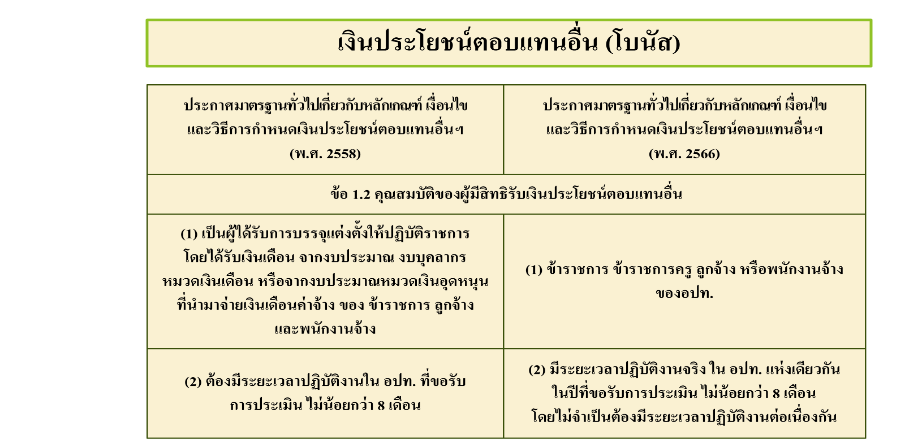 เงินประโยชน์ตอบแทนอื่น (โบนัส)
ประกาศมาตรฐานทั่วไปเกี่ยวกับหลักเกณฑ์ เงื่อนไข
และวิธีการกำหนดเงินประโยชน์ตอบแทนอื่นฯ
(พ.ศ. 2558)
ประกาศมาตรฐานทั่วไปเกี่ยวกับหลักเกณฑ์ เงื่อนไข
และวิธีการกำหนดเงินประโยชน์ตอบแทนอื่นฯ
(พ.ศ. 2566)
ข้อ 1.2 คุณสมบัติของผู้มีสิทธิรับเงินประโยชน์ตอบแทนอื่น
(1) เป็นผู้ได้รับการบรรจุแต่งตั้งให้ปฏิบัติราชการ
โดยได้รับเงินเดือน จากงบประมาณ งบบุคลากร
หมวดเงินเดือน หรือจากงบประมาณหมวดเงินอุดหนุน
ที่นำมาจ่ายเงินเดือนค่าจ้าง ของ ข้าราชการ ลูกจ้าง
และพนักงานจ้าง
(1) ข้าราชการ ข้าราชการครู ลูกจ้าง หรือพนักงานจ้าง
ของอปท.
(2) ต้องมีระยะเวลาปฏิบัติงานใน อปท. ที่ขอรับ
การประเมิน ไม่น้อยกว่า 8 เดือน
(2) มีระยะเวลาปฏิบัติงานจริง ใน อปท. แห่งเดียวกัน
ในปีที่ขอรับการประเมิน ไม่น้อยกว่า 8 เดือน
โดยไม่จำเป็นต้องมีระยะเวลาปฏิบัติงานต่อเนื่องกัน